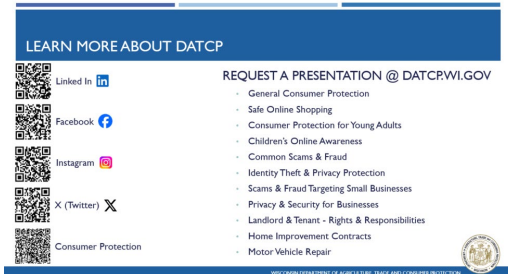 LEARN MORE ABOUT DATCP
Linked In
Facebook
Instagram
X (Twitter)
Consumer Protection
REQUEST A PRESENTATION @ DATCP.WI.GOV
- General Consumer Protection
- Safe Online Shopping
- Consumer Protection for Young Adults
- Children's Online Awareness
- Common Scams & Fraud
- Identity Theft & Privacy Protection
- Scams & Fraud Targeting Small Businesses
- Privacy & Security for Businesses
- Landlord & Tenant - Rights & Responsibilities
- Home Improvement Contracts
- Motor Vehicle Repair
WISCONSIN DEPARTMENT OF AGRICULTURE, TRADE AND CONSUMER PROTECTION